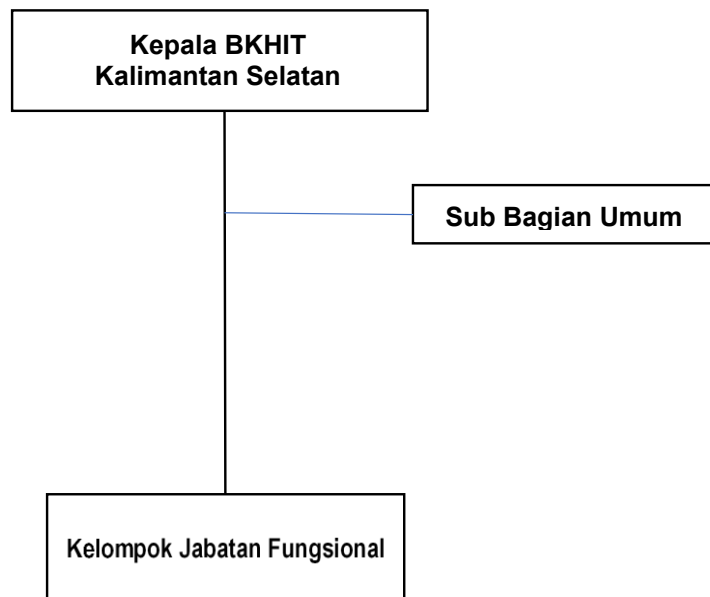 Kepala BKHIT
Kalimantan Selatan
Sub Bagian Umum
Kelompok Jabatan Fungsional